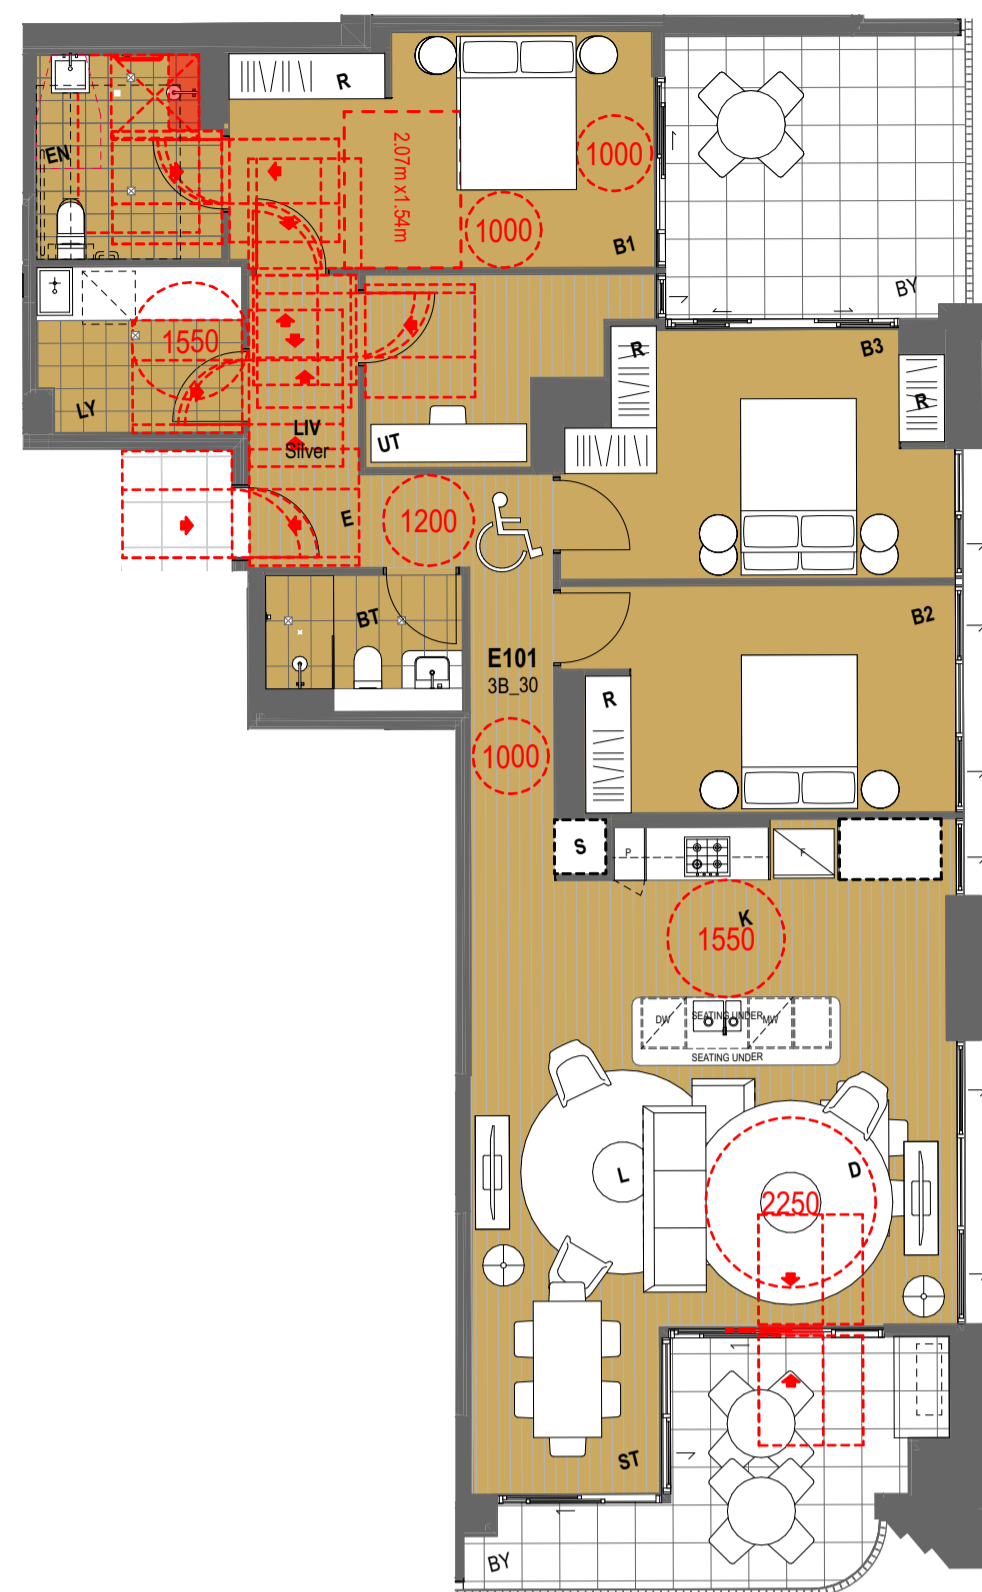 R
EN
1000
2.07m x1.54m
1000
B1
BY
1550
R
B3
R
LY
LIV
Silver
UT
E
1200
BT
B2
E101
3B_30
R
1000
S
P
F
K
1550
DW
SEATING UNDER
MW
SEATING UNDER
L
D
2250
ST
BY